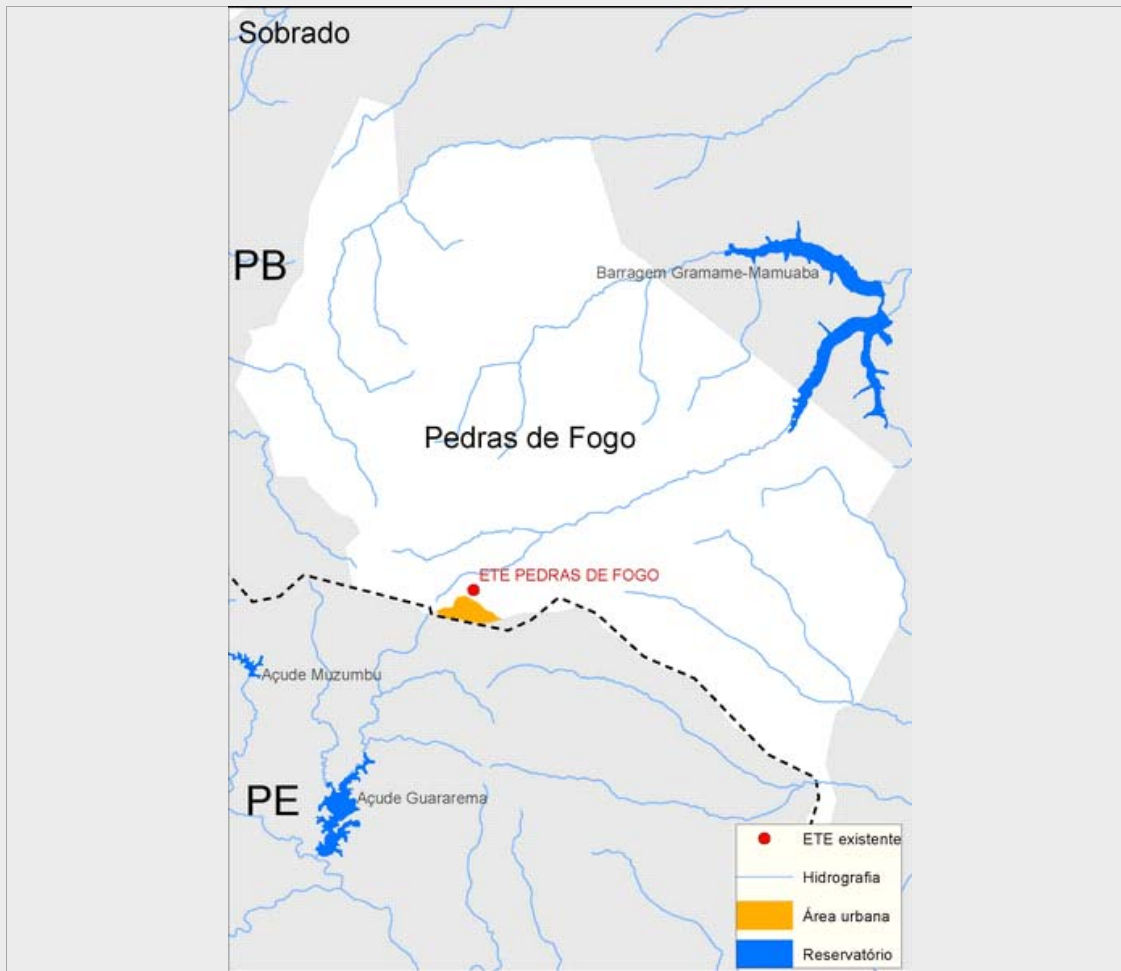 Sobrado
PB
Barragem Gramame-Mamuaba
Pedras de Fogo
ETE PEDRAS DE FOGO
Açude Muzumbu
PE
Açude Guararema
ETE existente
Hidrografia
Área urbana
Reservatório